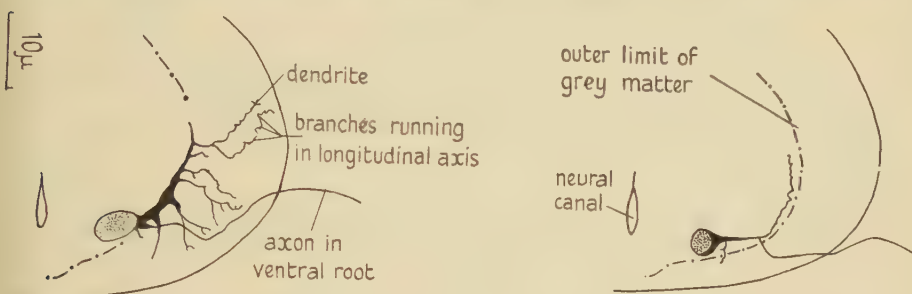 10μ
dendrite
branches running
in longitudinal axis
axon in
ventral root
outer limit of
grey matter
neural
canal